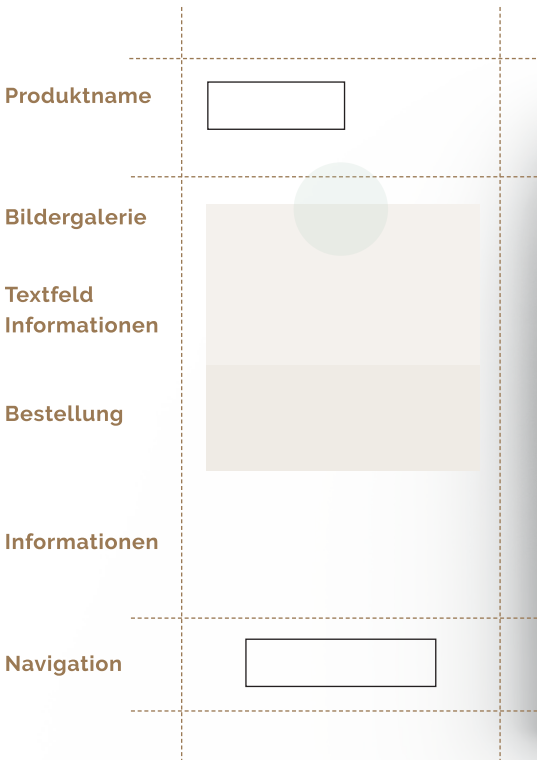 Produktname
Bildergalerie
Textfeld
Informationen
Bestellung
Informationen
Navigation